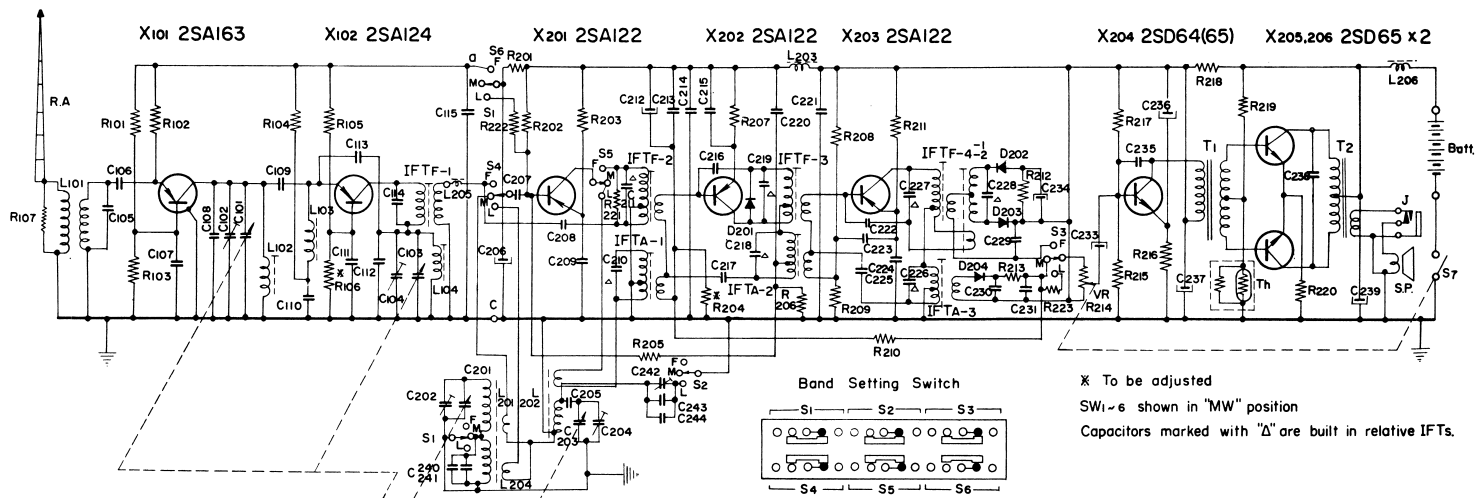 X101 2SA163 X102 2SA124 X201 2SA122 X202 2SA122 X203 2SA122 X204 2SD64(65) X205,206 2SD65 x2
R.A
R101
R102
C106
L101
R107
C105
C107
R103
C108
C102
C101
L102
C109
R104
L103
C110
R105
C113
C111
※
R106
C112
C114
C104
C103
L104
IFTF-1
L205
C115
a
S6
F
M
L
S1
R201
R222
R202
S4
F
M
L
C207
C206
C
R203
C208
C209
S5
F
M
L
R221
C210
Δ
IFTF-2
IFTA-1
C212
C213
C214
C215
C216
R207
C219
Δ
D201
C218
Δ
C217
IFTA-2
※
R204
R206
L203
C220
C221
IFTF-3
R208
R209
C222
C223
C224
C225
R211
C227
Δ
C226
Δ
IFTF-4-1
IFTA-3
C228
Δ
D202
D203
R212
C234
C229
D204
C230
R213
C231
R223
S3
F
M
L
C233
VR
R214
R210
R205
R217
R215
C235
R216
C236
R218
C237
T1
R219
Th
R220
C238
T2
C239
J
S.P.
L206
Batt.
S7
C201
C202
S1
F
M
L
C240
C241
L201
L202
L204
C205
C203
C204
C242
C243
C244
F
M
L
S2
Band Setting Switch
S1 S2 S3
S4 S5 S6
※ To be adjusted
SW1~6 shown in "MW" position
Capacitors marked with "Δ" are built in relative IFTs.